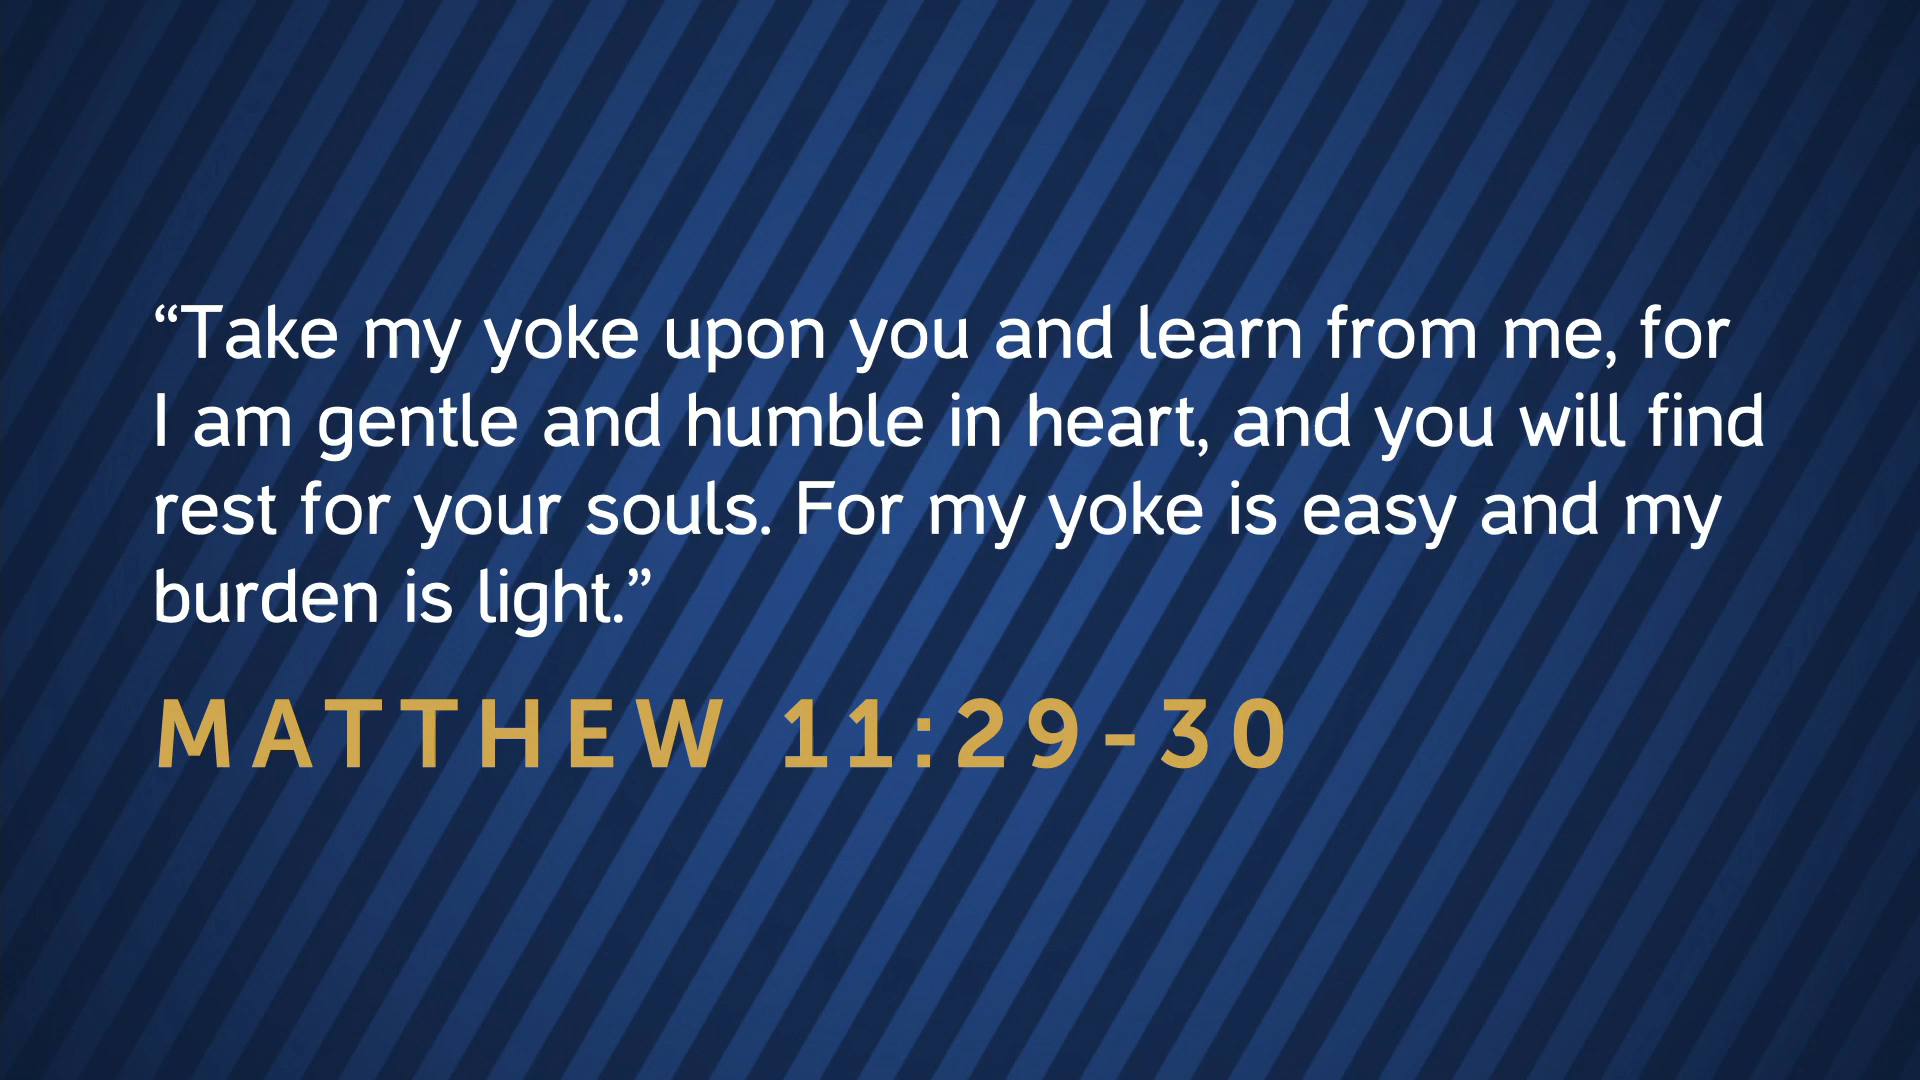 “Take my yoke upon you and learn from me, for
I am gentle and humble in heart, and you will find
rest for your souls. For my yoke is easy and my
burden is light.”
MATTHEW 11:29-30